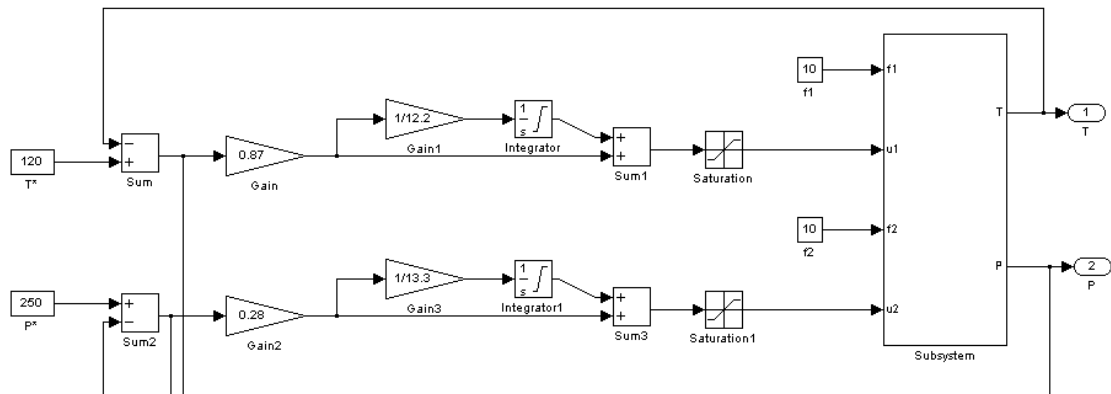 10
f1
f1
T
1
T
1/12.2
Gain1
1
s
Integrator
−
+
Sum
120
T*
0.87
Gain
+
+
Sum1
Saturation
u1
10
f2
f2
P
2
P
1/13.3
Gain3
1
s
Integrator1
250
P*
+
−
Sum2
0.28
Gain2
+
+
Sum3
Saturation1
u2
Subsystem